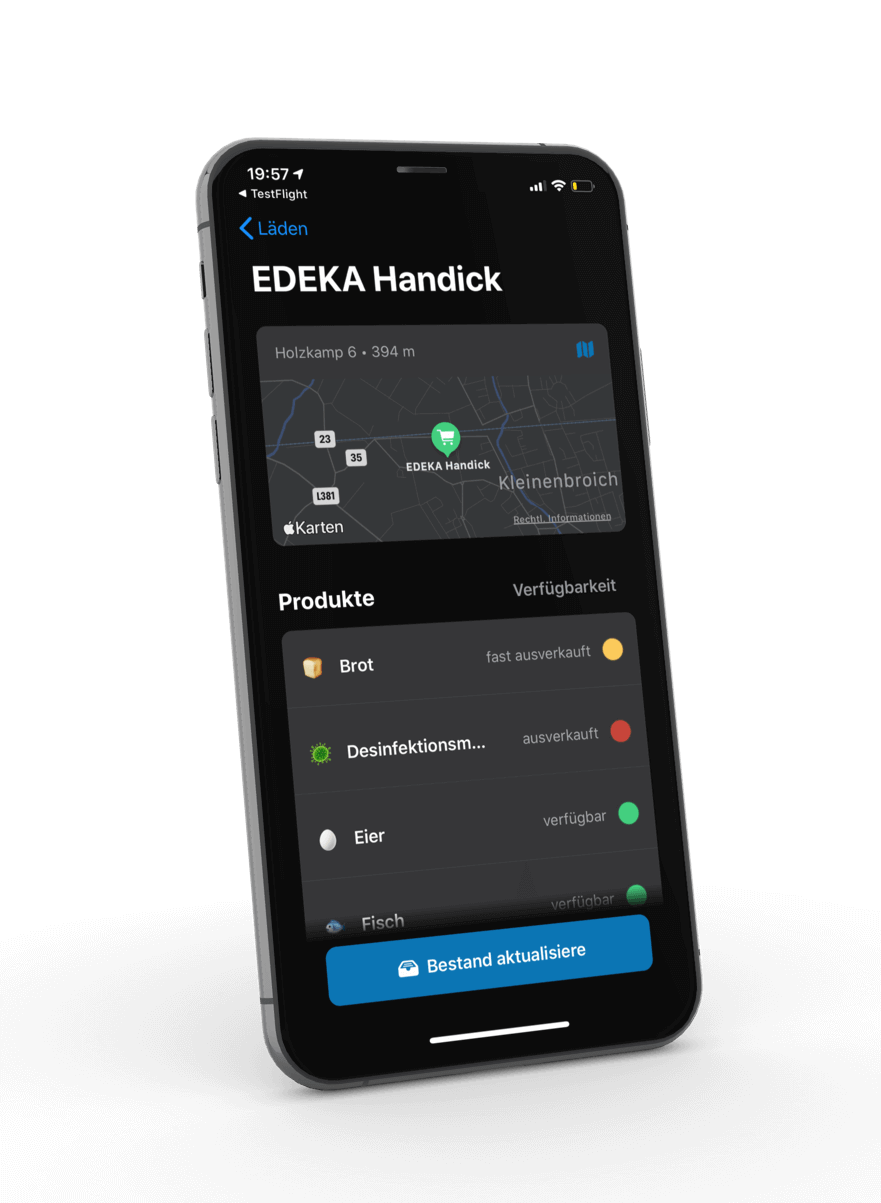 19:57
◀ TestFlight
Läden
EDEKA Handick
Holzkamp 6 • 394 m
23
35
EDEKA Handick
Kleinenbroich
L381
Rechtl. Informationen
Karten
Produkte
Verfügbarkeit
Brot
fast ausverkauft
Desinfektionsm...
ausverkauft
Eier
verfügbar
Fisch
verfügbar
Bestand aktualisiere